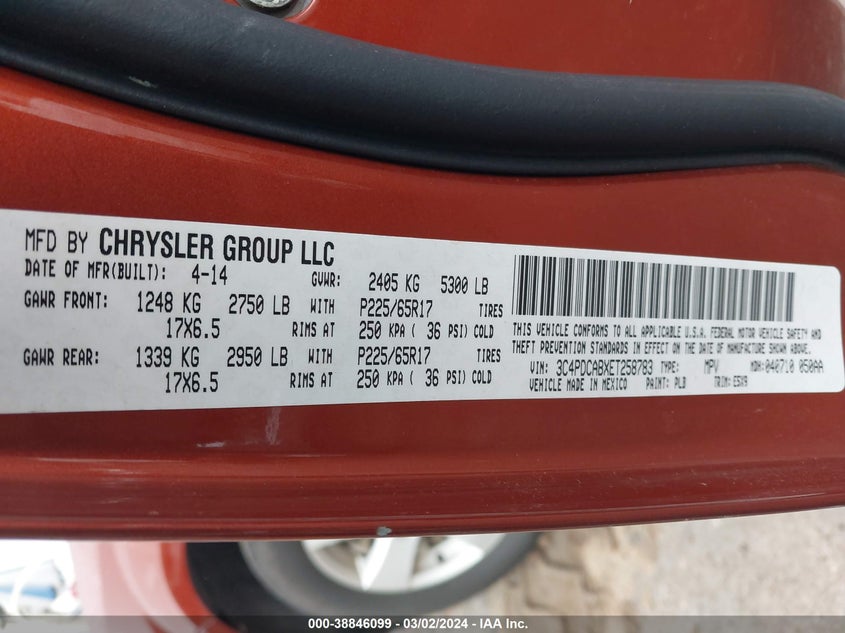 MFD BY CHRYSLER GROUP LLC
DATE OF MFR(BUILT): 4-14 GVWR: 2405 KG 5300 LB
GAWR FRONT: 1248 KG 2750 LB WITH P225/65R17 TIRES
17X6.5 RIMS AT 250 KPA ( 36 PSI) COLD
GAWR REAR: 1339 KG 2950 LB WITH P225/65R17 TIRES
17X6.5 RIMS AT 250 KPA ( 36 PSI) COLD
THIS VEHICLE CONFORMS TO ALL APPLICABLE U.S.A. FEDERAL MOTOR VEHICLE SAFETY AND
THEFT PREVENTION STANDARDS IN EFFECT ON THE DATE OF MANUFACTURE SHOWN ABOVE.
VIN: 3C4PDCABXET258783 TYPE: MPV MDH: 040710 050AA
VEHICLE MADE IN MEXICO PAINT: PLB TRIM: E5X9
000-38846099 - 03/02/2024 - IAA Inc.